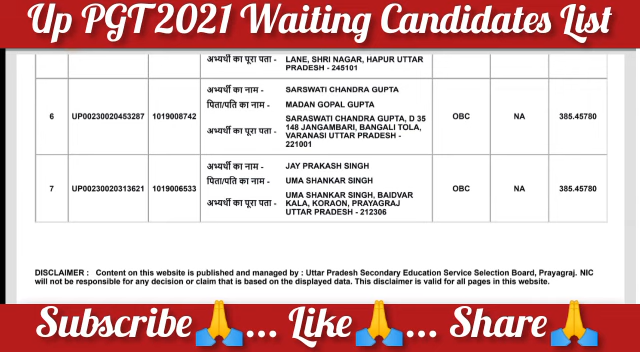 Up PGT 2021 Waiting Candidates List
अभ्यर्थी का पूरा पता - LANE, SHRI NAGAR, HAPUR UTTAR
PRADESH - 245101
अभ्यर्थी का नाम - SARSWATI CHANDRA GUPTA
पिता/पति का नाम - MADAN GOPAL GUPTA
6 UP00230020453287 1019008742 OBC NA 385.45780
SARASWATI CHANDRA GUPTA, D 35
अभ्यर्थी का पूरा पता - 148 JANGAMBARI, BANGALI TOLA,
VARANASI UTTAR PRADESH -
221001
अभ्यर्थी का नाम - JAY PRAKASH SINGH
पिता/पति का नाम - UMA SHANKAR SINGH
7 UP00230020313621 1019006533 OBC NA 385.45780
UMA SHANKAR SINGH, BAIDVAR
अभ्यर्थी का पूरा पता - KALA, KORAON, PRAYAGRAJ
UTTAR PRADESH - 212306
DISCLAIMER : Content on this website is published and managed by : Uttar Pradesh Secondary Education Service Selection Board, Prayagraj. NIC
will not be responsible for any decision or claim that is based on the displayed data. This disclaimer is valid for all pages in this website.
Subscribe🙏... Like🙏... Share🙏